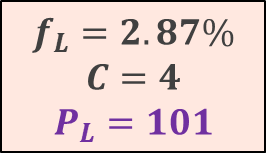 f_L = 2.87%
C = 4
P_L = 101